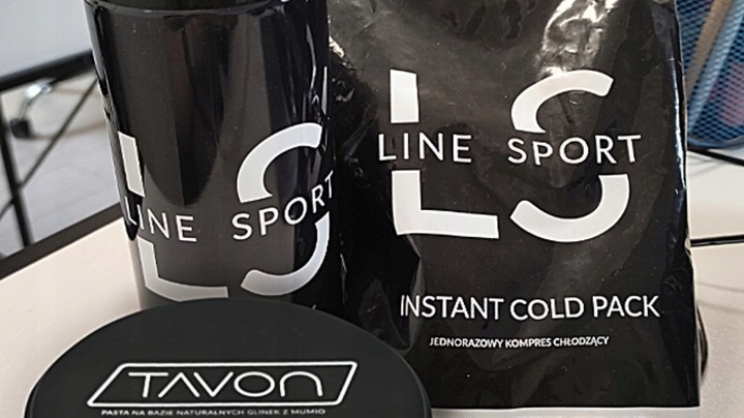 LS
LINE SPORT
LS
LINE SPORT
INSTANT COLD PACK
JEDNORAZOWY KOMPRES CHŁODZĄCY
TAVON
PASTA NA BAZIE NATURALNYCH GLINEK Z MUMIO